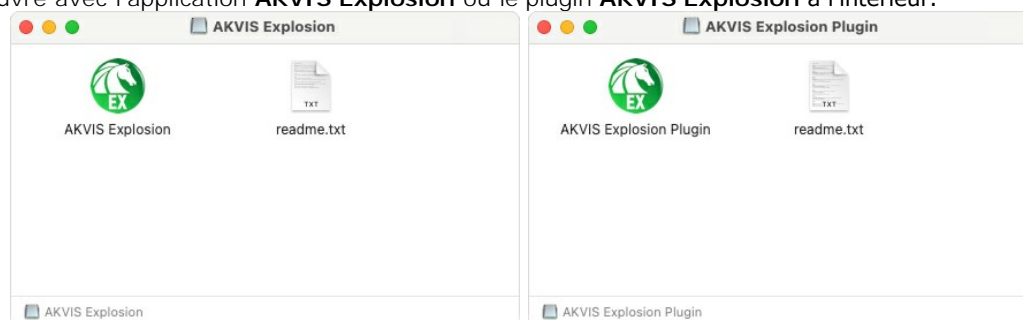 uvre avec l'application AKVIS Explosion ou le plugin AKVIS Explosion à l'intérieur.
AKVIS Explosion
EX
TXT
AKVIS Explosion
readme.txt
AKVIS Explosion
AKVIS Explosion Plugin
EX
TXT
AKVIS Explosion Plugin
readme.txt
AKVIS Explosion Plugin